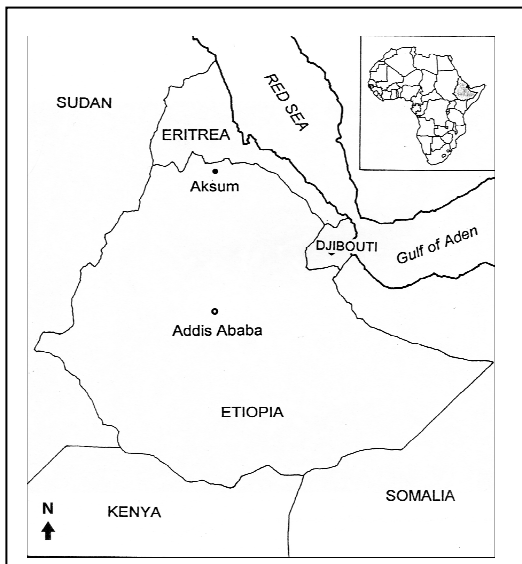 SUDAN
RED SEA
ERITREA
Aksum
DJIBOUTI
Gulf of Aden
Addis Ababa
ETIOPIA
SOMALIA
N
KENYA